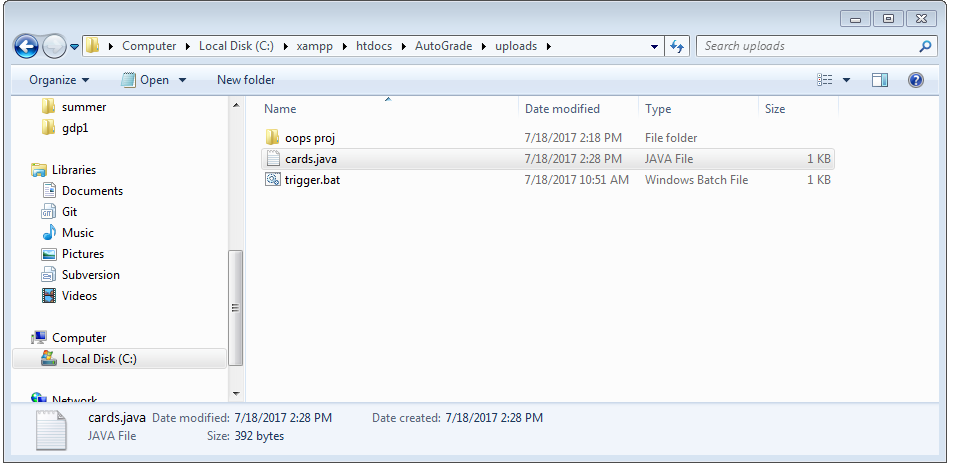 Computer Local Disk (C:) xampp htdocs AutoGrade uploads Search uploads
Organize Open New folder
summer
gdp1
Libraries
Documents
Git
Music
Pictures
Subversion
Videos
Computer
Local Disk (C:)
Network
Name Date modified Type Size
oops proj 7/18/2017 2:18 PM File folder
cards.java 7/18/2017 2:28 PM JAVA File 1 KB
trigger.bat 7/18/2017 10:51 AM Windows Batch File 1 KB
cards.java Date modified: 7/18/2017 2:28 PM Date created: 7/18/2017 2:28 PM
JAVA File Size: 392 bytes